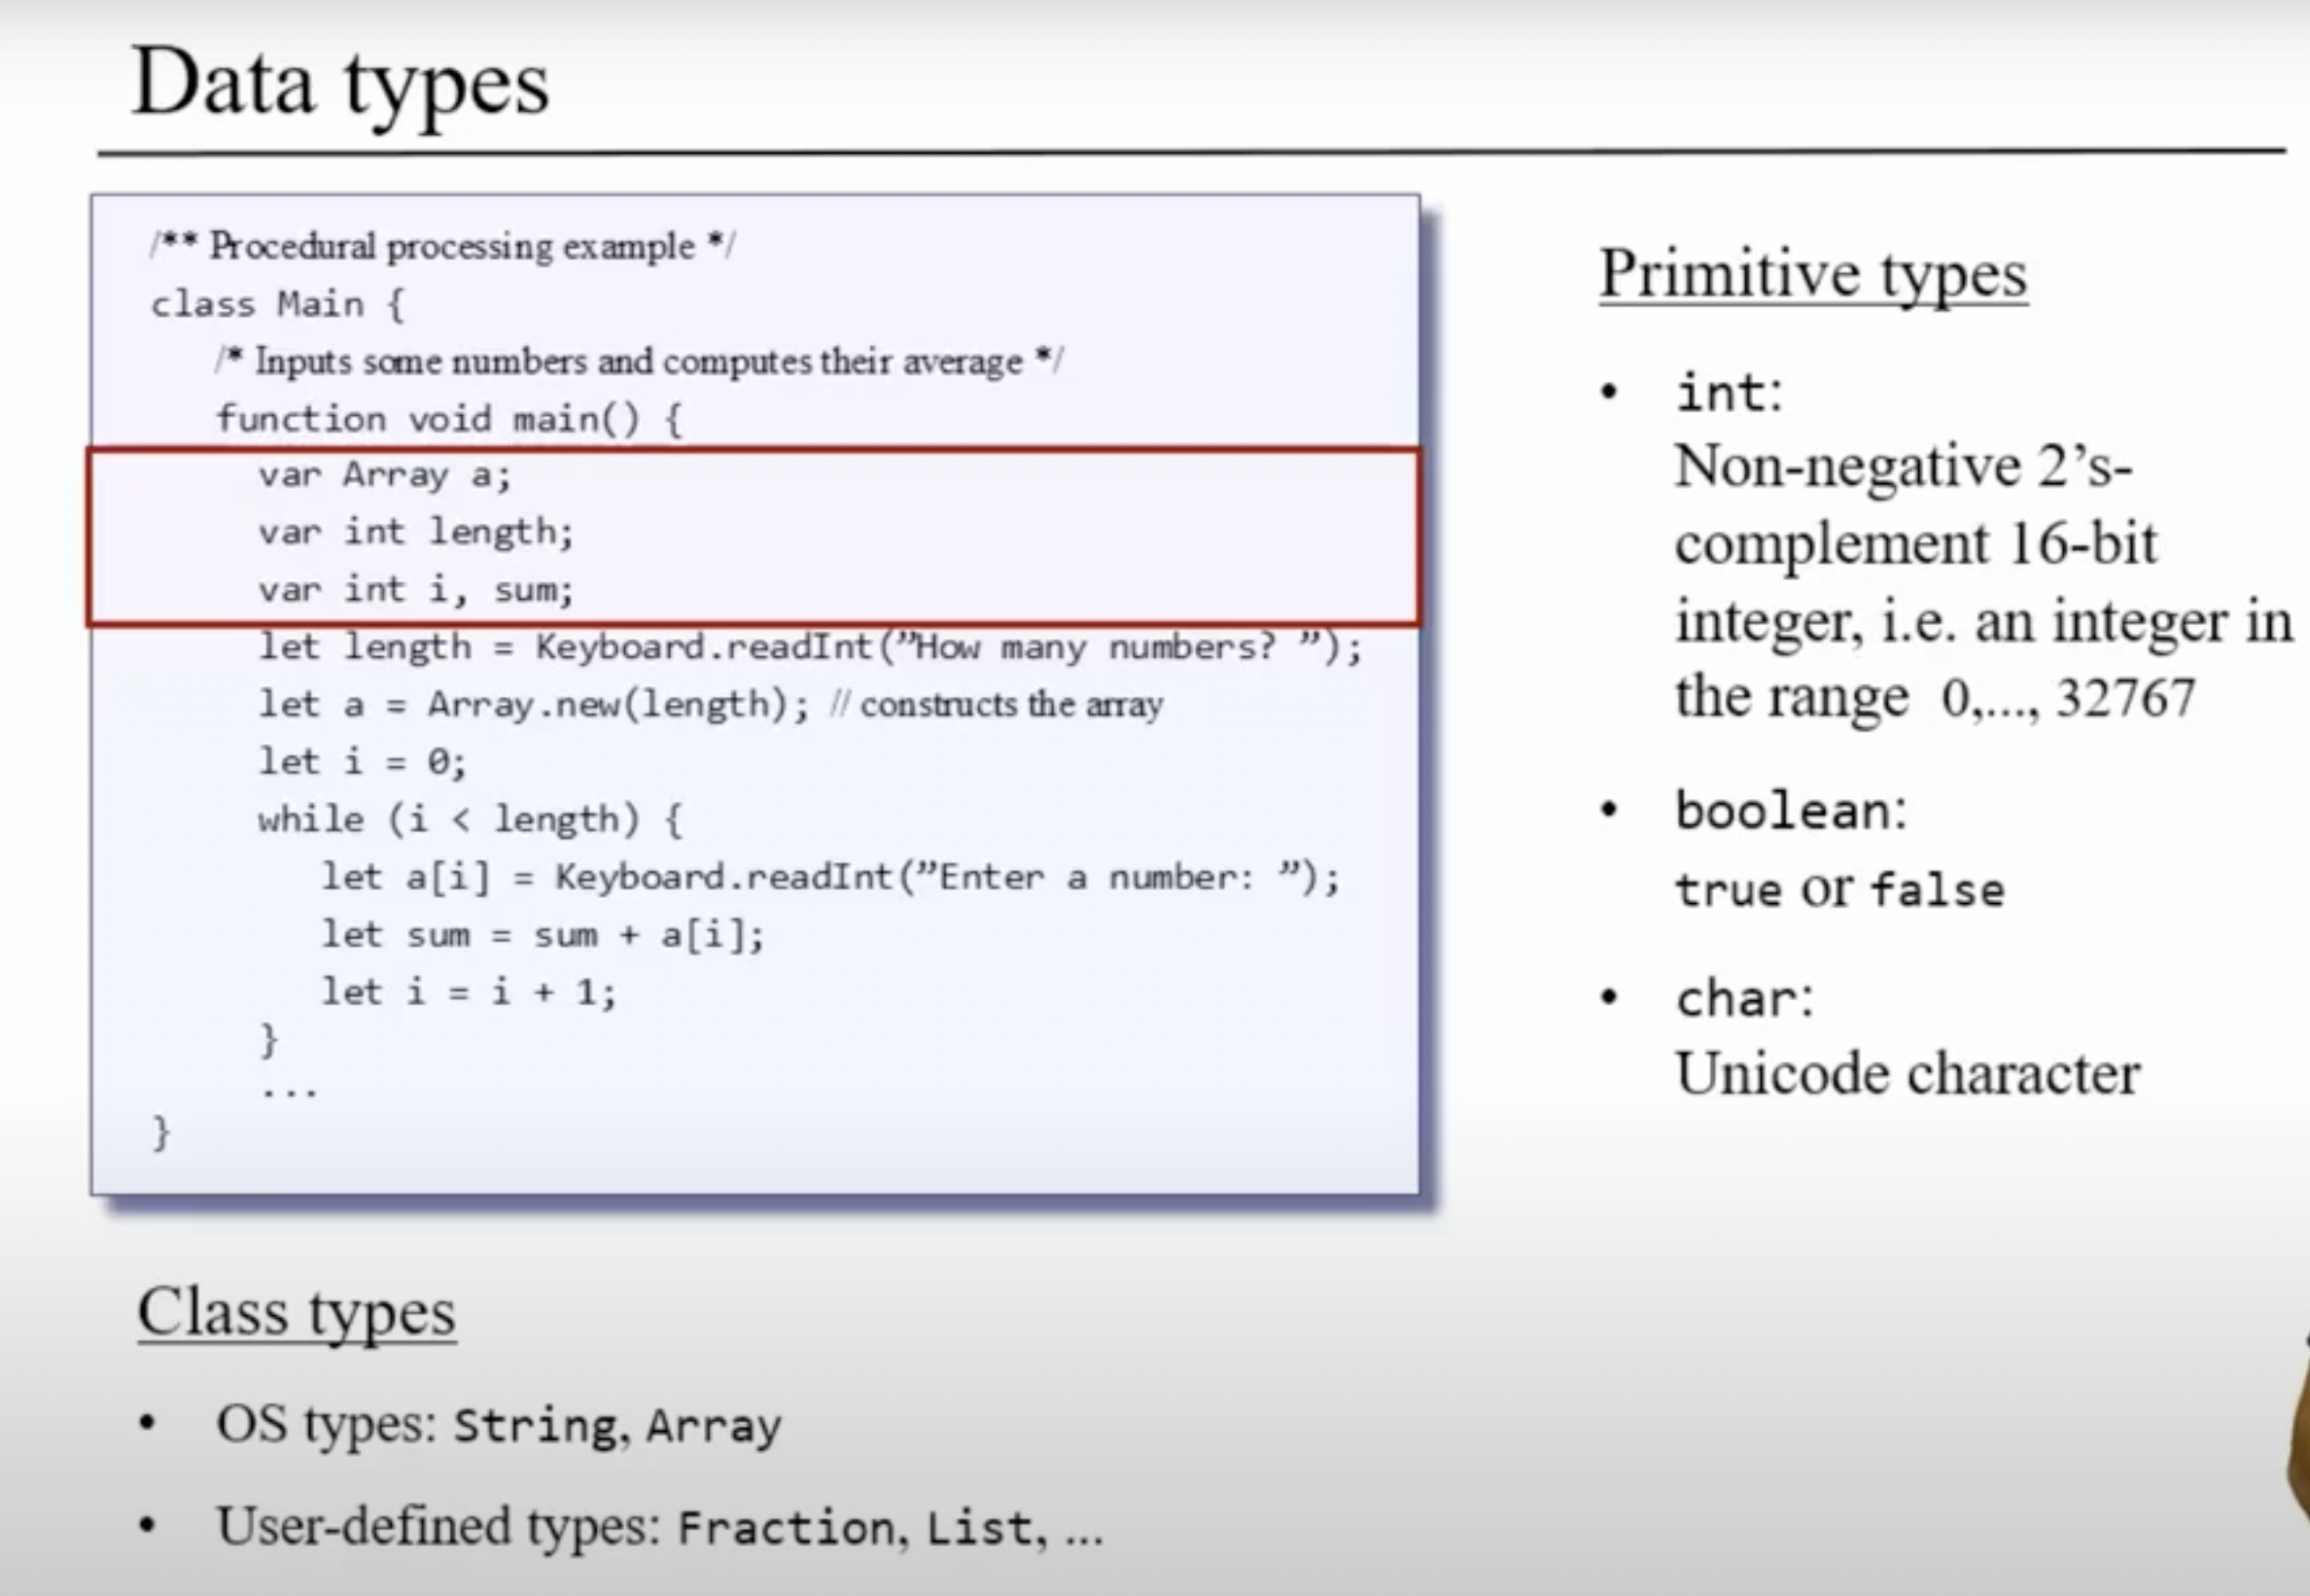 Data types
/** Procedural processing example */
class Main {
/* Inputs some numbers and computes their average */
function void main() {
var Array a;
var int length;
var int i, sum;
let length = Keyboard.readInt(”How many numbers? ”);
let a = Array.new(length); // constructs the array
let i = 0;
while (i < length) {
let a[i] = Keyboard.readInt(”Enter a number: ”);
let sum = sum + a[i];
let i = i + 1;
}
...
}
Primitive types
• int:
Non-negative 2’s-
complement 16-bit
integer, i.e. an integer in
the range 0,..., 32767
• boolean:
true or false
• char:
Unicode character
Class types
• OS types: String, Array
• User-defined types: Fraction, List, ...